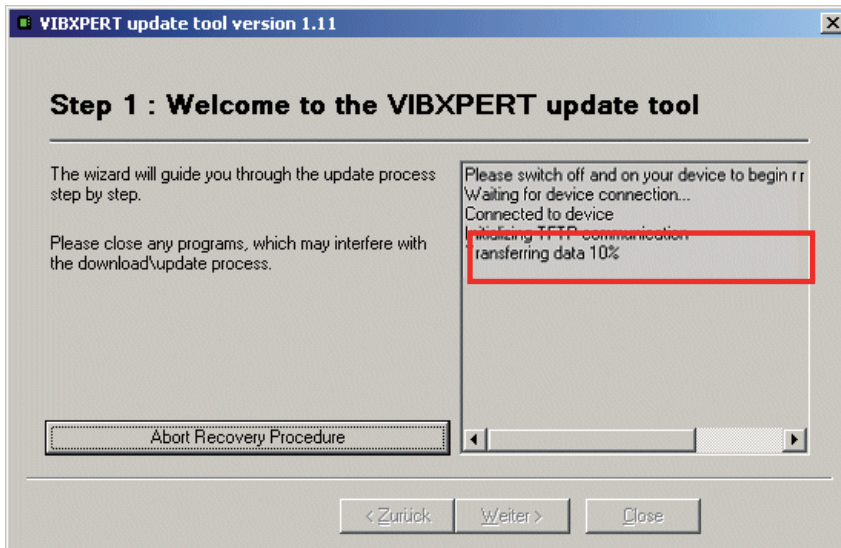 VIBXPERT update tool version 1.11
Step 1 : Welcome to the VIBXPERT update tool
The wizard will guide you through the update process
step by step.
Please close any programs, which may interfere with
the download\update process.
Please switch off and on your device to begin
Waiting for device connection...
Connected to device
Initializing TFTP communication
Transferring data 10%
Abort Recovery Procedure
< Zurück
Weiter >
Close